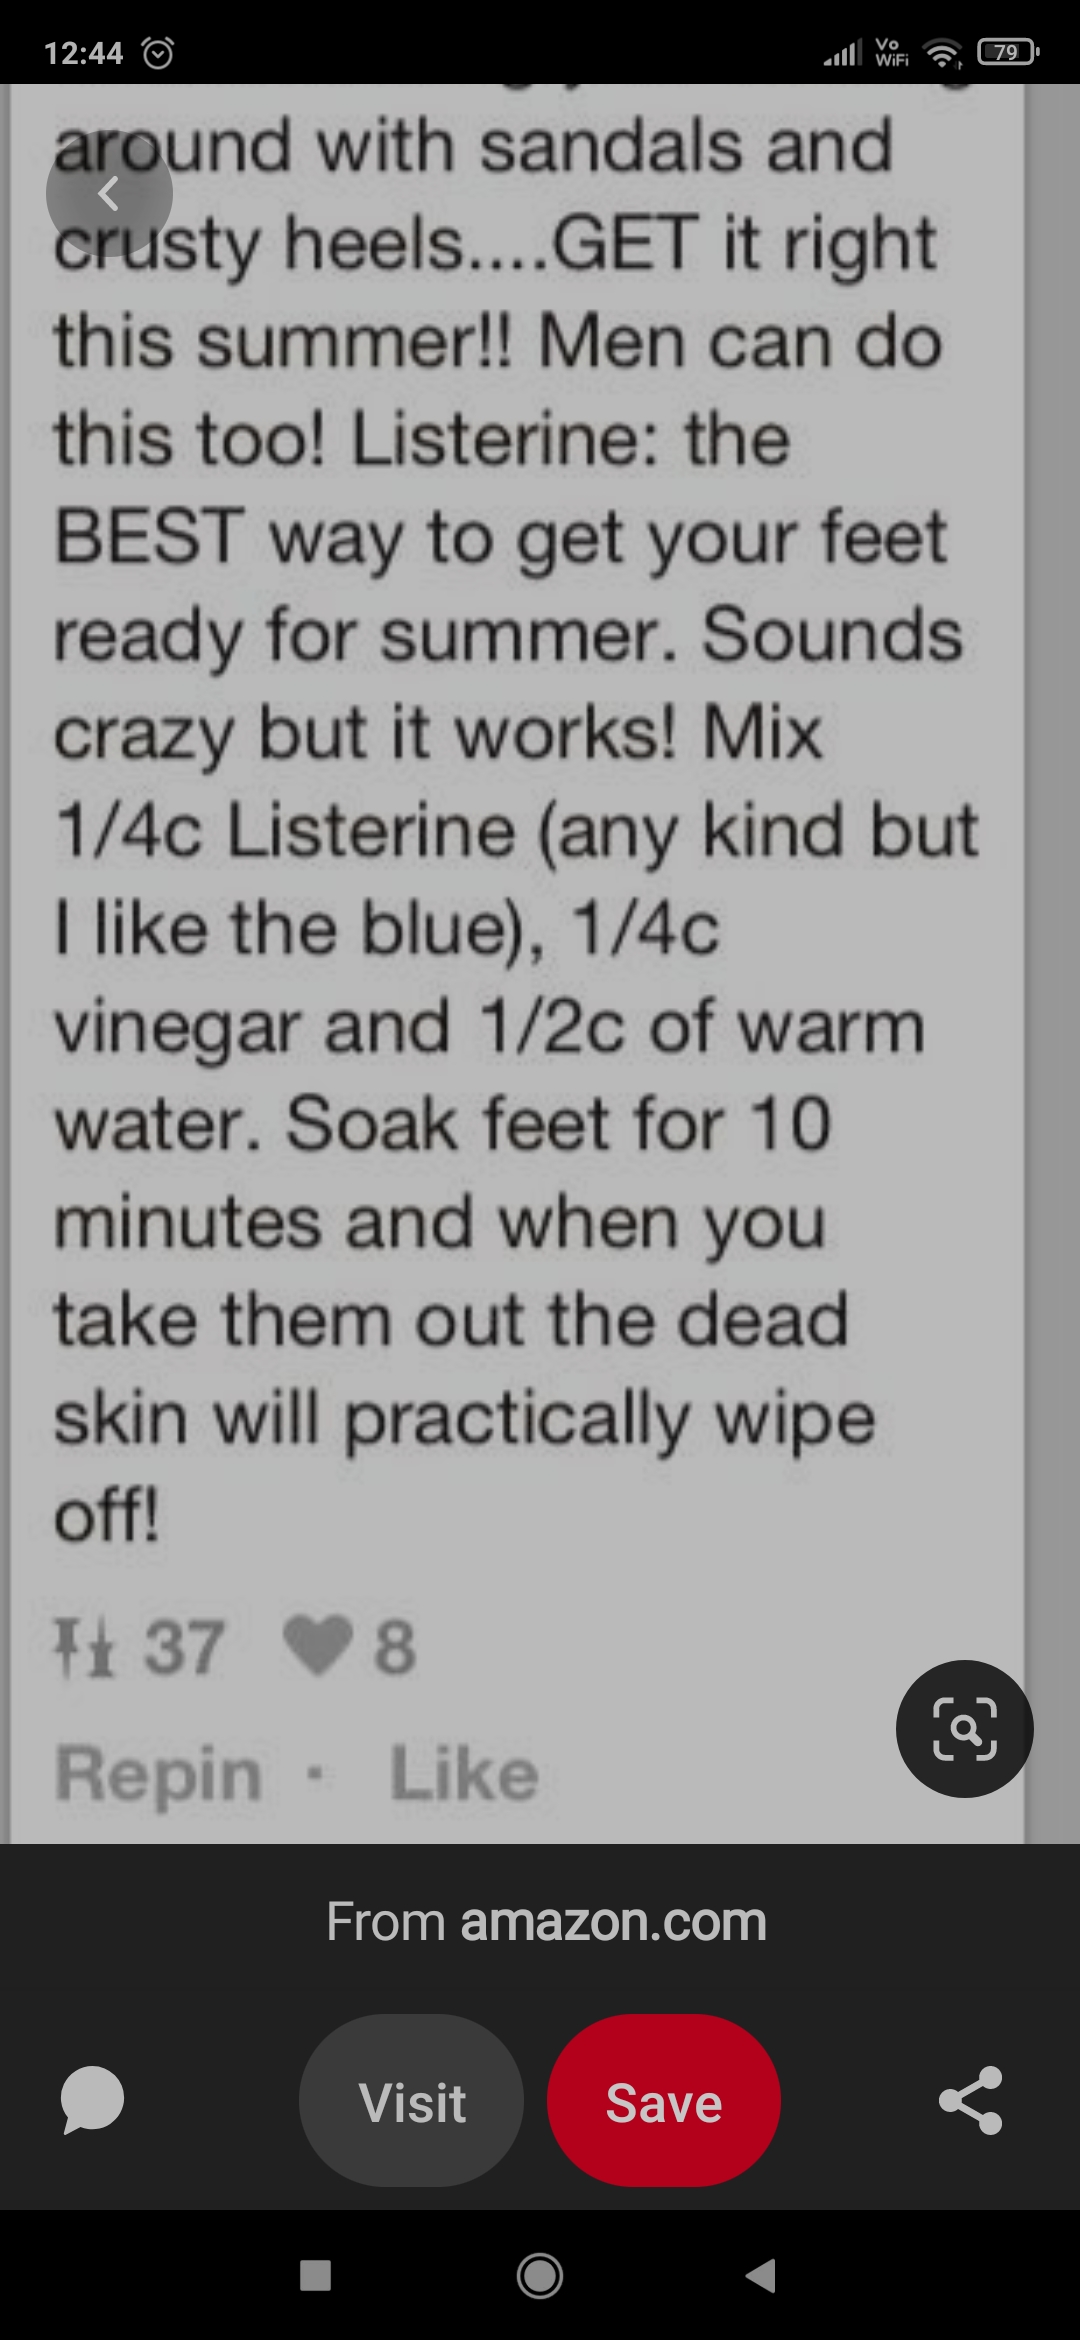 12:44
Vo
WiFi
79
around with sandals and
crusty heels....GET it right
this summer!! Men can do
this too! Listerine: the
BEST way to get your feet
ready for summer. Sounds
crazy but it works! Mix
1/4c Listerine (any kind but
I like the blue), 1/4c
vinegar and 1/2c of warm
water. Soak feet for 10
minutes and when you
take them out the dead
skin will practically wipe
off!
37 8
Repin · Like
From amazon.com
Visit
Save